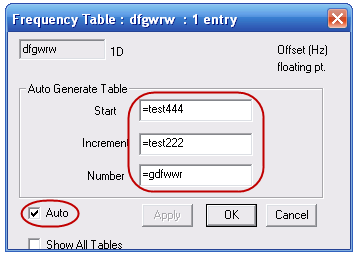 Frequency Table : dfgwrw : 1 entry
dfgwrw 1D Offset (Hz)
floating pt.
Auto Generate Table
Start =test444
Increment =test222
Number =gdfwwr
Auto Apply OK Cancel
Show All Tables